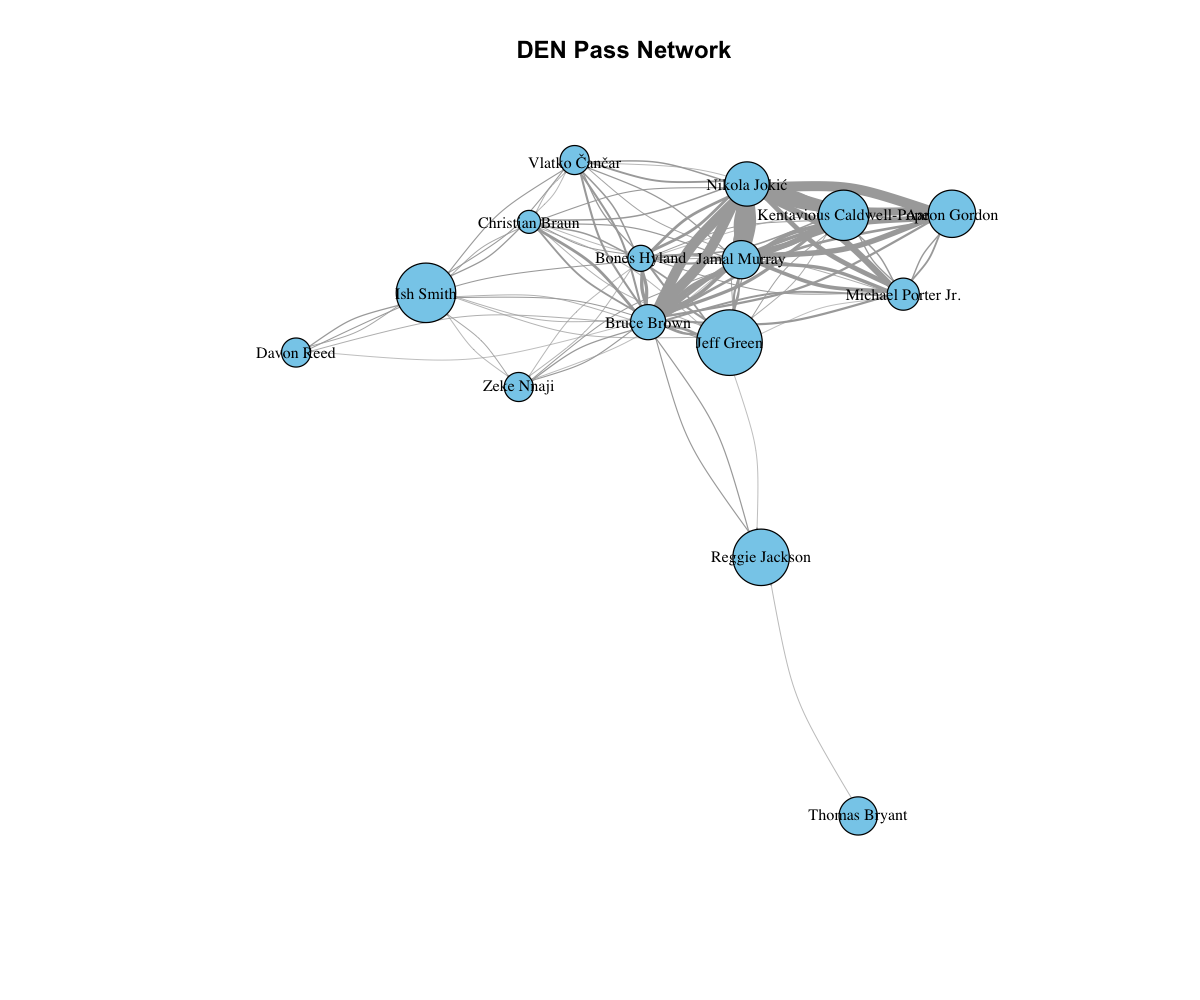 DEN Pass Network
Vlatko Čančar
Nikola Jokić
Kentavious Caldwell-Pope
Aaron Gordon
Christian Braun
Bones Hyland
Jamal Murray
Ish Smith
Michael Porter Jr.
Bruce Brown
Jeff Green
Davon Reed
Zeke Nnaji
Reggie Jackson
Thomas Bryant